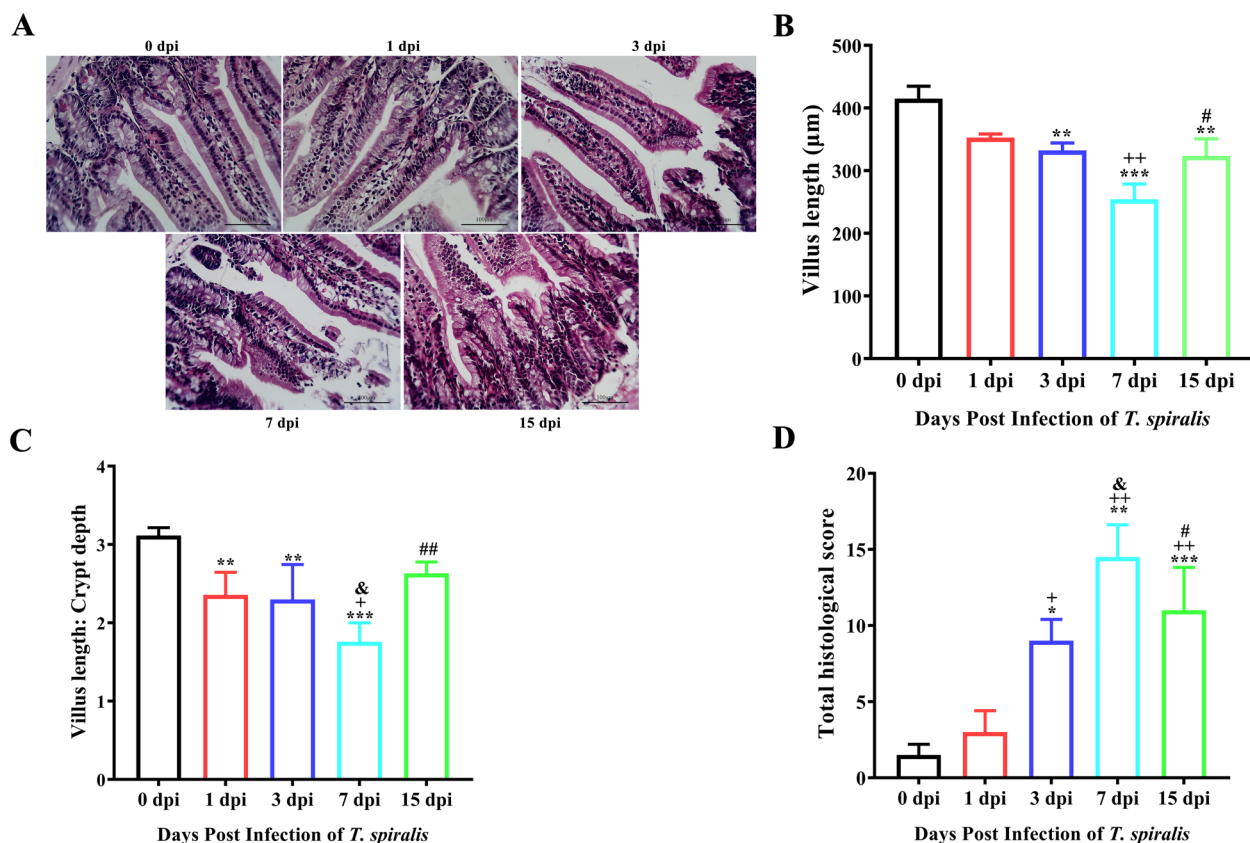 A
0 dpi
1 dpi
3 dpi
100μm
100μm
7 dpi
15 dpi
100μm
100μm
B
Villus length (μm)
500
400
300
200
100
0
**
++
***
#
**
0 dpi 1 dpi 3 dpi 7 dpi 15 dpi
Days Post Infection of T. spiralis
C
Villus length: Crypt depth
4
3
2
1
0
**
**
&
+
***
##
0 dpi 1 dpi 3 dpi 7 dpi 15 dpi
Days Post Infection of T. spiralis
D
Total histological score
20
15
10
5
0
+
*
&
++
**
#
++
***
0 dpi 1 dpi 3 dpi 7 dpi 15 dpi
Days Post Infection of T. spiralis